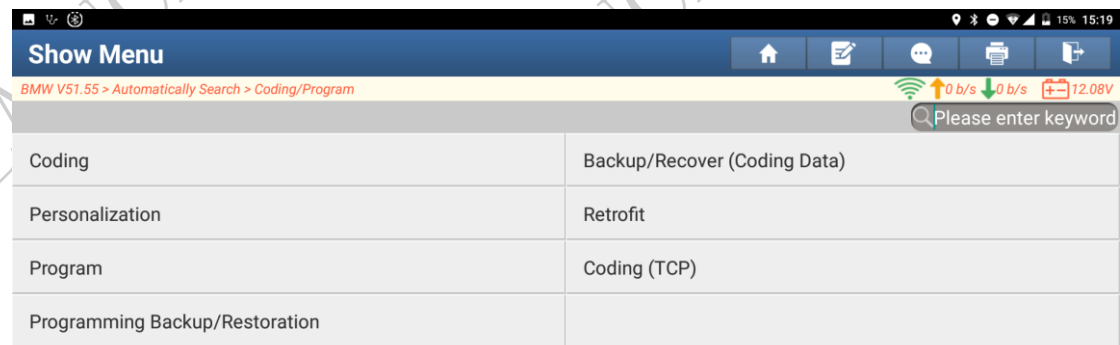 15% 15:19
Show Menu
BMW V51.55 > Automatically Search > Coding/Program
0 b/s 0 b/s 12.08V
Please enter keyword
Coding
Backup/Recover (Coding Data)
Personalization
Retrofit
Program
Coding (TCP)
Programming Backup/Restoration